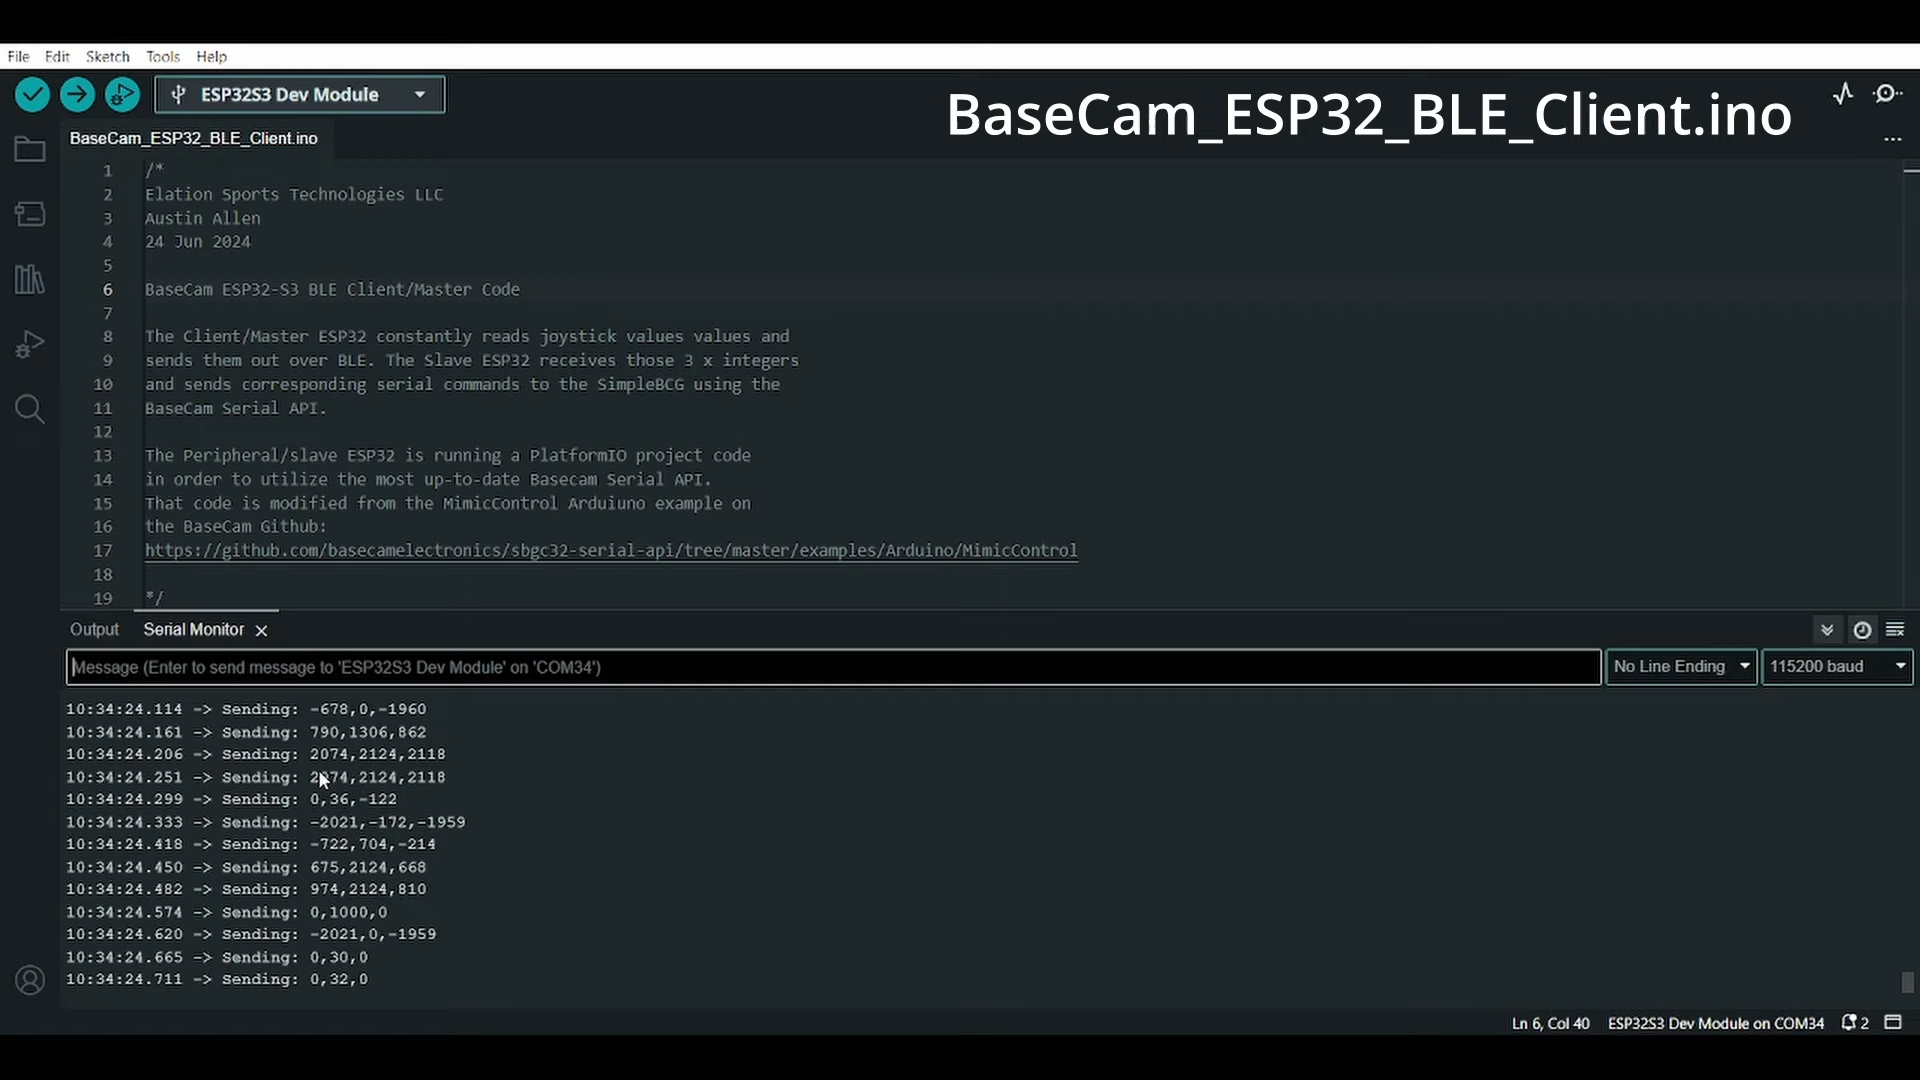 File Edit Sketch Tools Help
ESP32S3 Dev Module
BaseCam_ESP32_BLE_Client.ino
BaseCam_ESP32_BLE_Client.ino
1 /*
2 Elation Sports Technologies LLC
3 Austin Allen
4 24 Jun 2024
5
6 BaseCam ESP32-S3 BLE Client/Master Code
7
8 The Client/Master ESP32 constantly reads joystick values values and
9 sends them out over BLE. The Slave ESP32 receives those 3 x integers
10 and sends corresponding serial commands to the SimpleBCG using the
11 BaseCam Serial API.
12
13 The Peripheral/slave ESP32 is running a PlatformIO project code
14 in order to utilize the most up-to-date Basecam Serial API.
15 That code is modified from the MimicControl Arduiuno example on
16 the BaseCam Github:
17 https://github.com/basecamelectronics/sbgc32-serial-api/tree/master/examples/Arduino/MimicControl
18
19 */
Output Serial Monitor
Message (Enter to send message to 'ESP32S3 Dev Module' on 'COM34')
No Line Ending 115200 baud
10:34:24.114 -> Sending: -678,0,-1960
10:34:24.161 -> Sending: 790,1306,862
10:34:24.206 -> Sending: 2074,2124,2118
10:34:24.251 -> Sending: 2074,2124,2118
10:34:24.299 -> Sending: 0,36,-122
10:34:24.333 -> Sending: -2021,-172,-1959
10:34:24.418 -> Sending: -722,704,-214
10:34:24.450 -> Sending: 675,2124,668
10:34:24.482 -> Sending: 974,2124,810
10:34:24.574 -> Sending: 0,1000,0
10:34:24.620 -> Sending: -2021,0,-1959
10:34:24.665 -> Sending: 0,30,0
10:34:24.711 -> Sending: 0,32,0
Ln 6, Col 40 ESP32S3 Dev Module on COM34 2